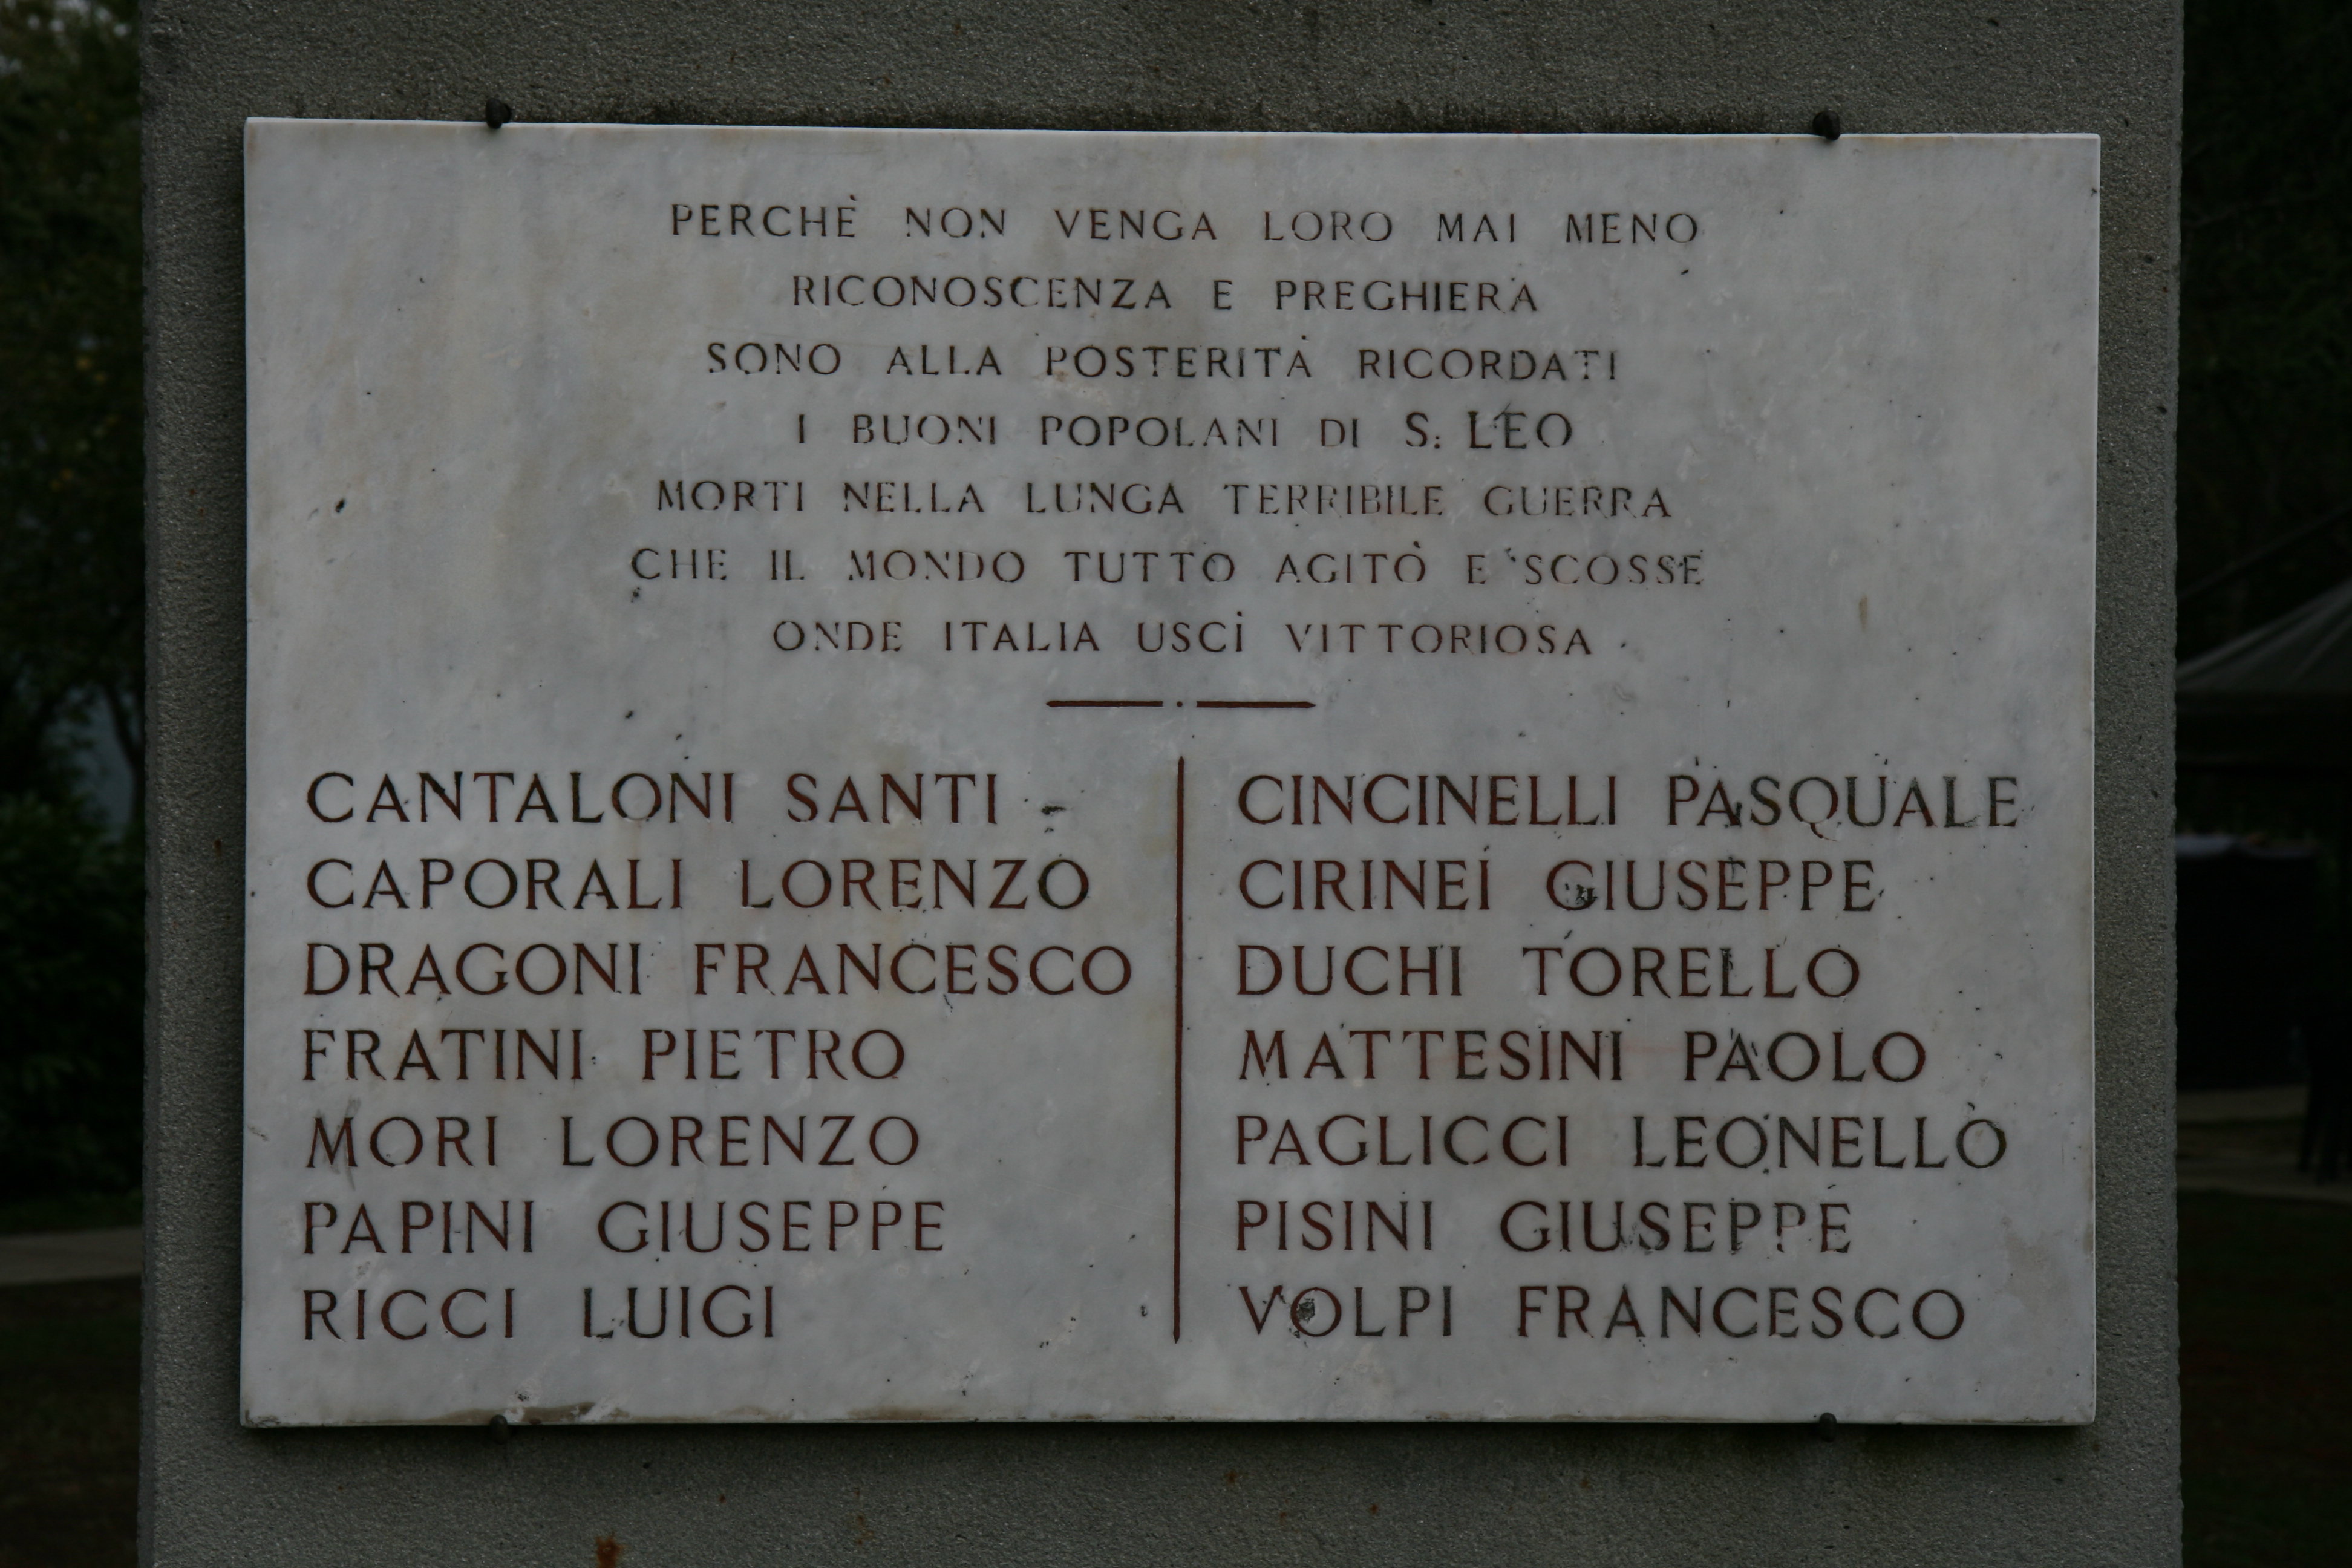 PERCHÈ NON VENGA LORO MAI MENO
RICONOSCENZA E PREGHIERA
SONO ALLA POSTERITÀ RICORDATI
I BUONI POPOLANI DI S. LEO
MORTI NELLA LUNGA TERRIBILE GUERRA
CHE IL MONDO TUTTO AGITÒ E SCOSSE
ONDE ITALIA USCÌ VITTORIOSA
CANTALONI SANTI
CAPORALI LORENZO
DRAGONI FRANCESCO
FRATINI PIETRO
MORI LORENZO
PAPINI GIUSEPPE
RICCI LUIGI
CINCINELLI PASQUALE
CIRINEI GIUSEPPE
DUCHI TORELLO
MATTESINI PAOLO
PAGLICCI LEONELLO
PISINI GIUSEPPE
VOLPI FRANCESCO